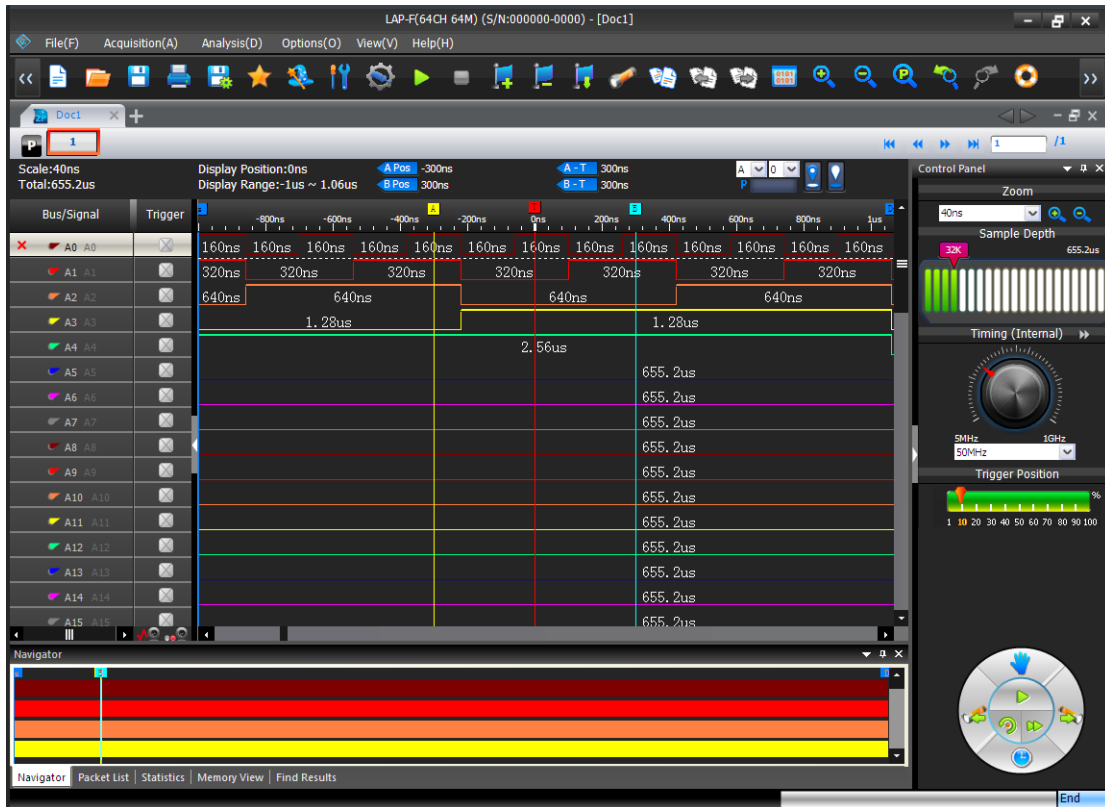 LAP-F(64CH 64M) (S/N:000000-0000) - [Doc1]
File(F) Acquisition(A) Analysis(D) Options(O) View(V) Help(H)
Doc1
P 1 1 /1
Scale:40ns Display Position:0ns A Pos -300ns A - T 300ns A 0
Total:655.2us Display Range:-1us ~ 1.06us B Pos 300ns B - T 300ns P
Bus/Signal Trigger
A T B D
-800ns -600ns -400ns -200ns 0ns 200ns 400ns 600ns 800ns 1us
A0 A0 160ns 160ns 160ns 160ns 160ns 160ns 160ns 160ns 160ns 160ns 160ns 160ns 160ns
A1 A1 320ns 320ns 320ns 320ns 320ns 320ns 320ns
A2 A2 640ns 640ns 640ns 640ns
A3 A3 1.28us 1.28us
A4 A4 2.56us
A5 A5 655.2us
A6 A6 655.2us
A7 A7 655.2us
A8 A8 655.2us
A9 A9 655.2us
A10 A10 655.2us
A11 A11 655.2us
A12 A12 655.2us
A13 A13 655.2us
A14 A14 655.2us
A15 A15 655.2us
Control Panel
Zoom
40ns
Sample Depth
32K 655.2us
Timing (Internal)
5MHz 1GHz
50MHz
Trigger Position
%
1 10 20 30 40 50 60 70 80 90 100
Navigator
D
Navigator Packet List Statistics Memory View Find Results
End